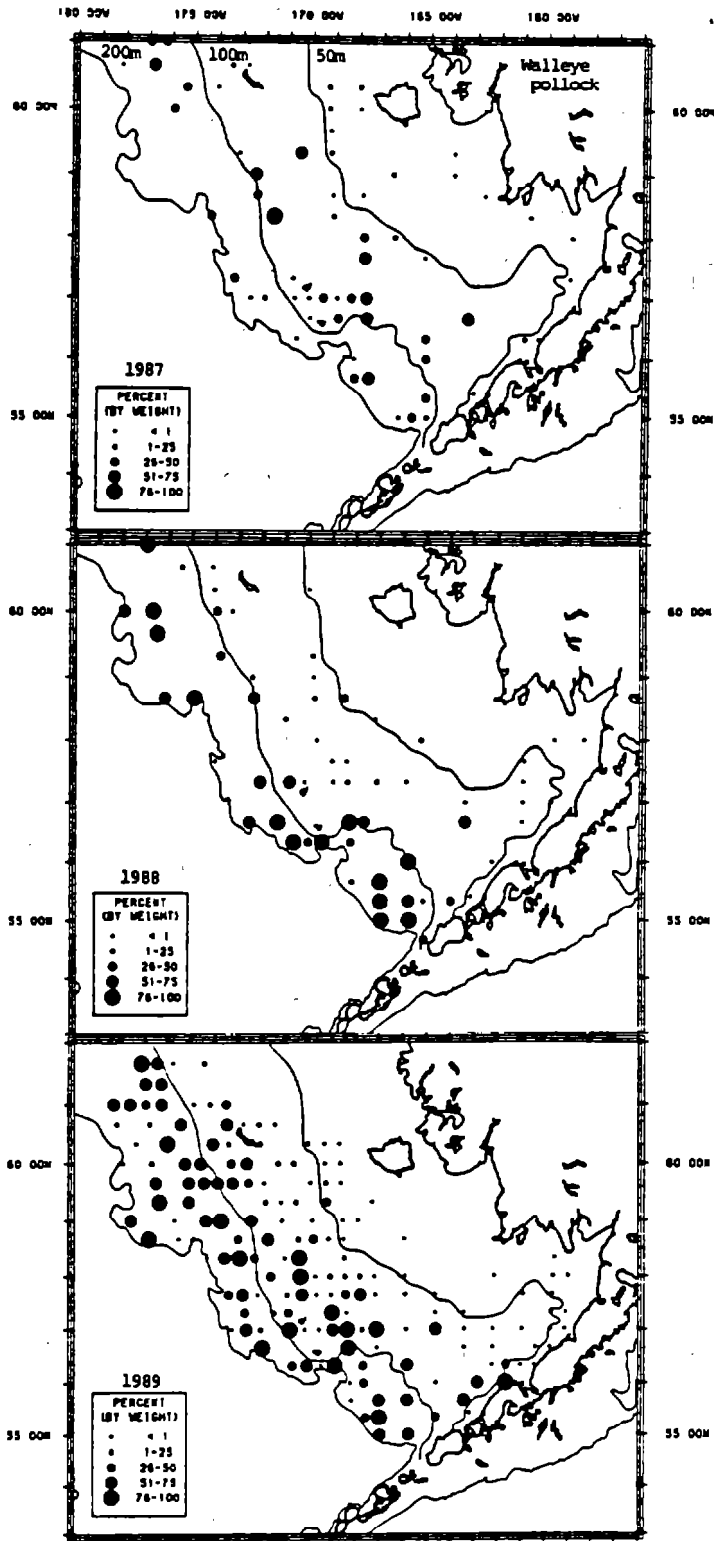 180 00W 175 00W 170 00W 165 00W 160 00W
200m 100m 50m Walleye
pollock
60 00N 60 00N
1987
PERCENT
(BY WEIGHT)
< 1
1-25
26-50
51-75
76-100
55 00N 55 00N
60 00N 60 00N
1988
PERCENT
(BY WEIGHT)
< 1
1-25
26-50
51-75
76-100
55 00N 55 00N
60 00N 60 00N
1989
PERCENT
(BY WEIGHT)
< 1
1-25
26-50
51-75
76-100
55 00N 55 00N